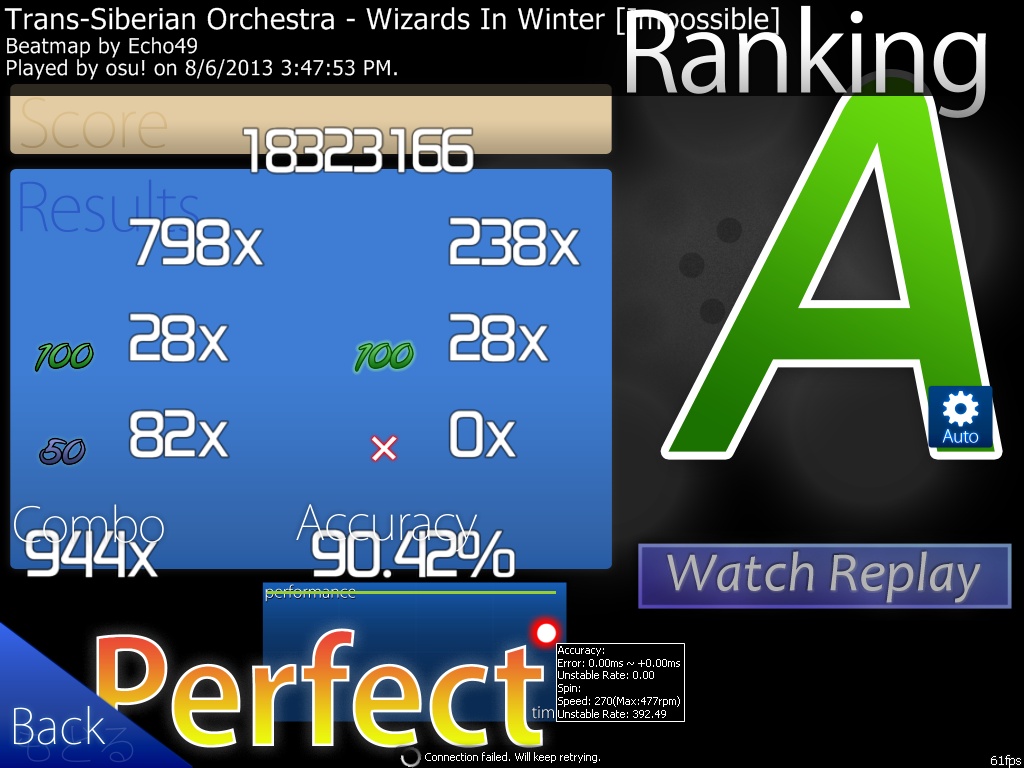 Trans-Siberian Orchestra - Wizards In Winter [Impossible]
Beatmap by Echo49
Played by osu! on 8/6/2013 3:47:53 PM.
Ranking
Score
18323166
Results
798x 238x
100 28x 100 28x
50 82x 0x
Combo Accuracy
944x 90.42%
A
Auto
Watch Replay
performance
Perfect
time
Accuracy:
Error: 0.00ms ~ +0.00ms
Unstable Rate: 0.00
Spin:
Speed: 270(Max:477rpm)
Unstable Rate: 392.49
Back
Connection failed. Will keep retrying.
61fps